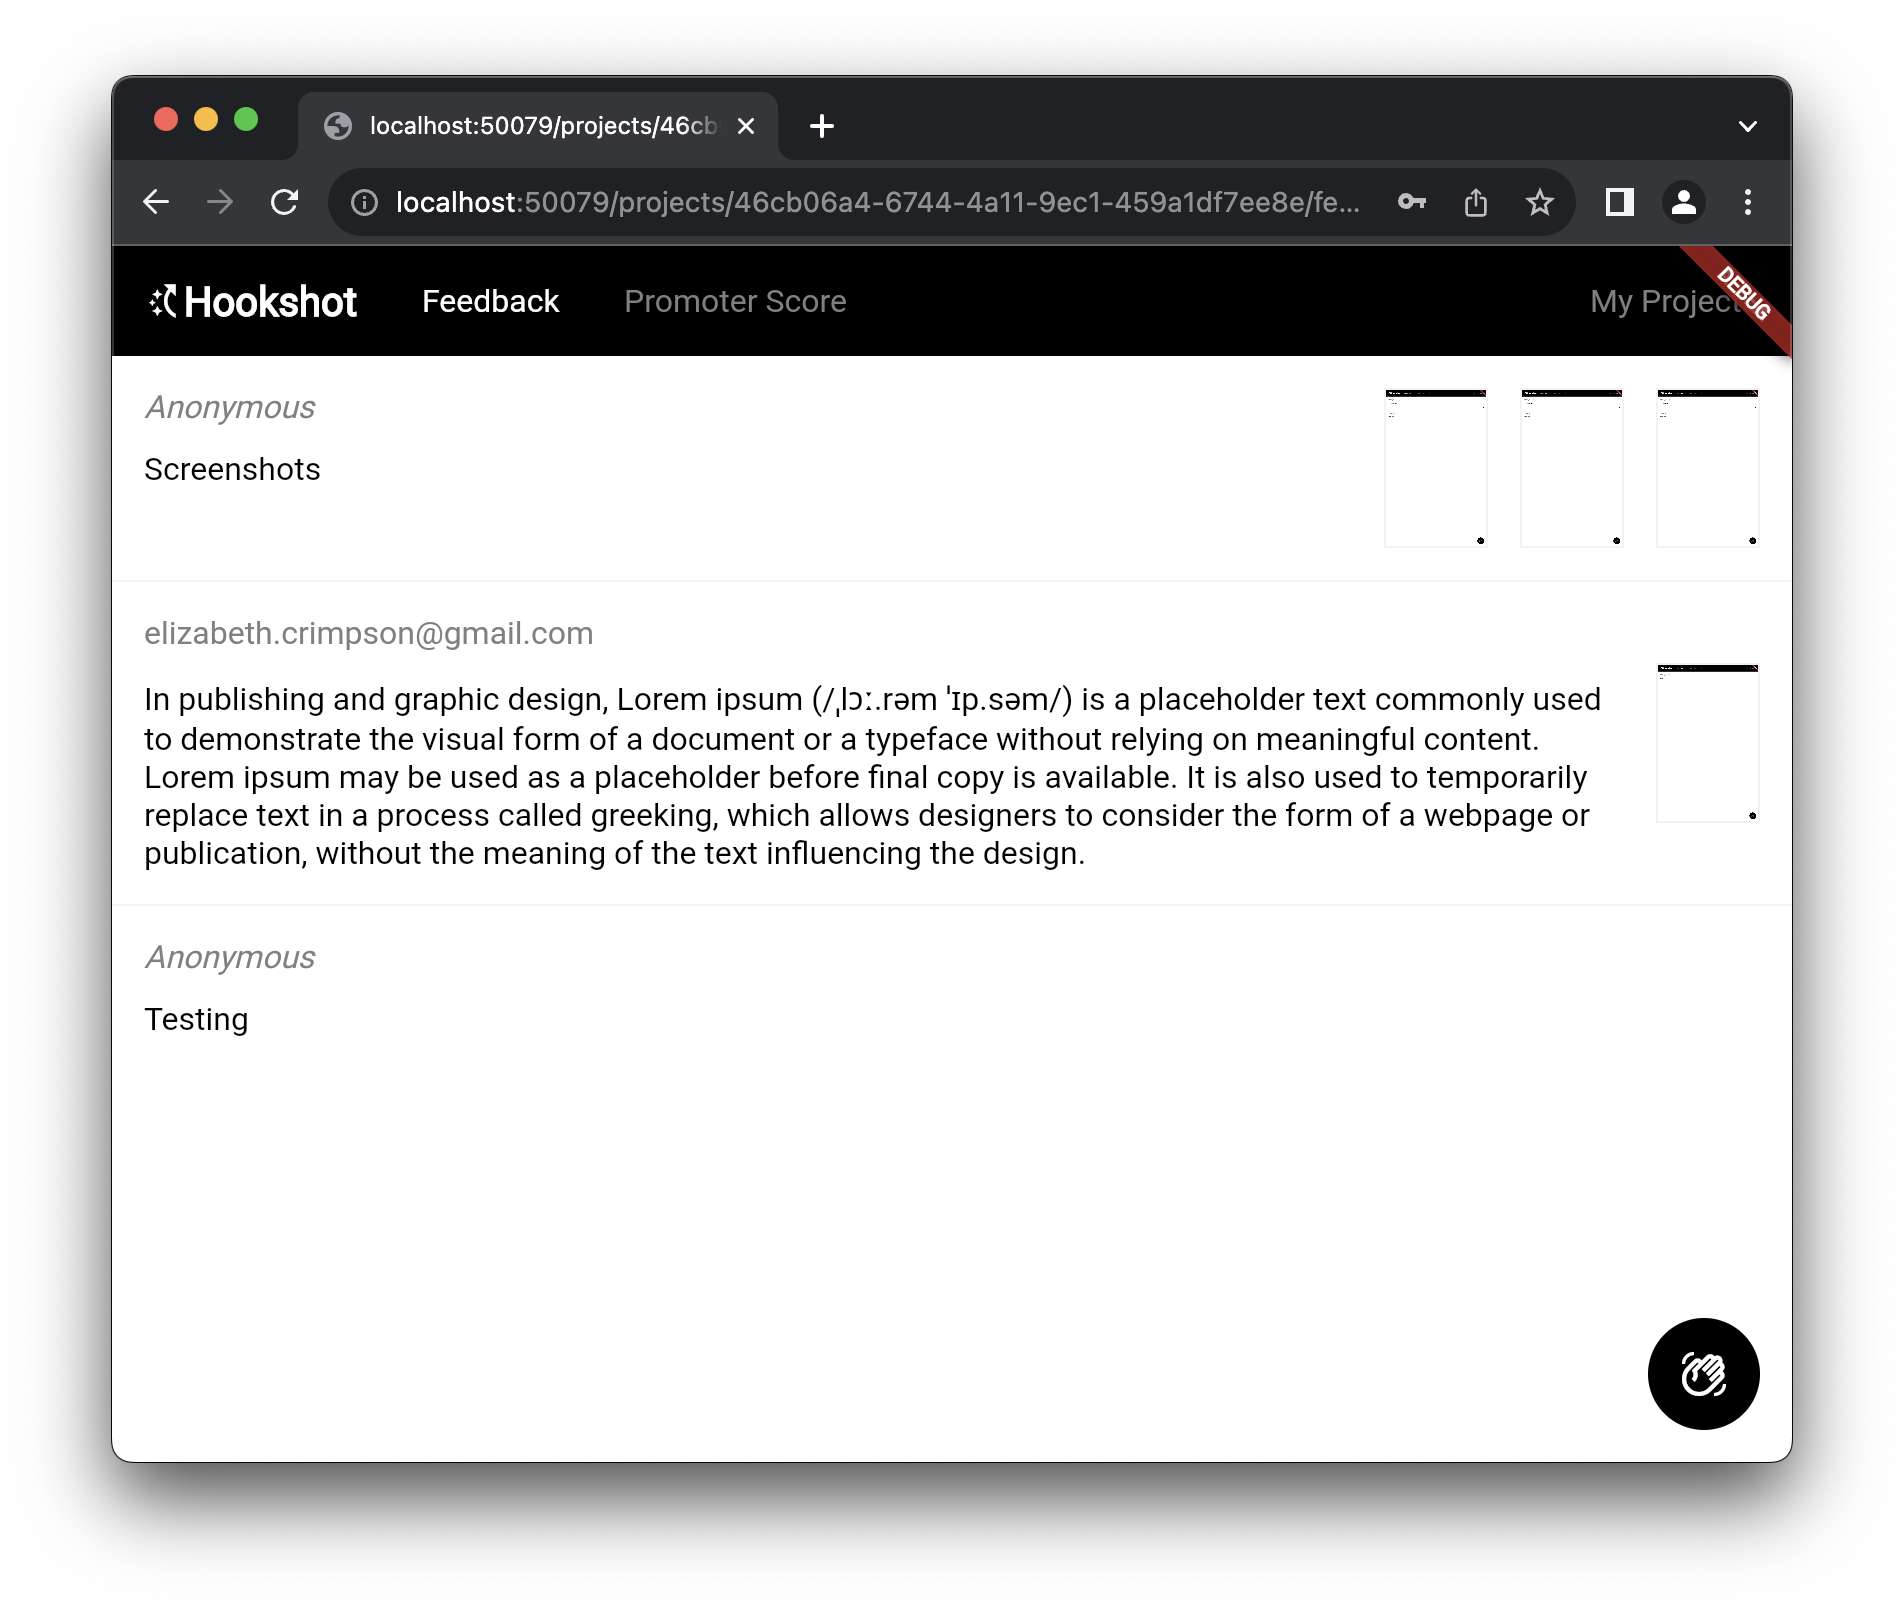 localhost:50079/projects/46cb
localhost:50079/projects/46cb06a4-6744-4a11-9ec1-459a1df7ee8e/fe...
Hookshot Feedback Promoter Score My Project DEBUG
Anonymous
Screenshots
elizabeth.crimpson@gmail.com
In publishing and graphic design, Lorem ipsum (/ˌlɔː.rəm ˈɪp.səm/) is a placeholder text commonly used
to demonstrate the visual form of a document or a typeface without relying on meaningful content.
Lorem ipsum may be used as a placeholder before final copy is available. It is also used to temporarily
replace text in a process called greeking, which allows designers to consider the form of a webpage or
publication, without the meaning of the text influencing the design.
Anonymous
Testing